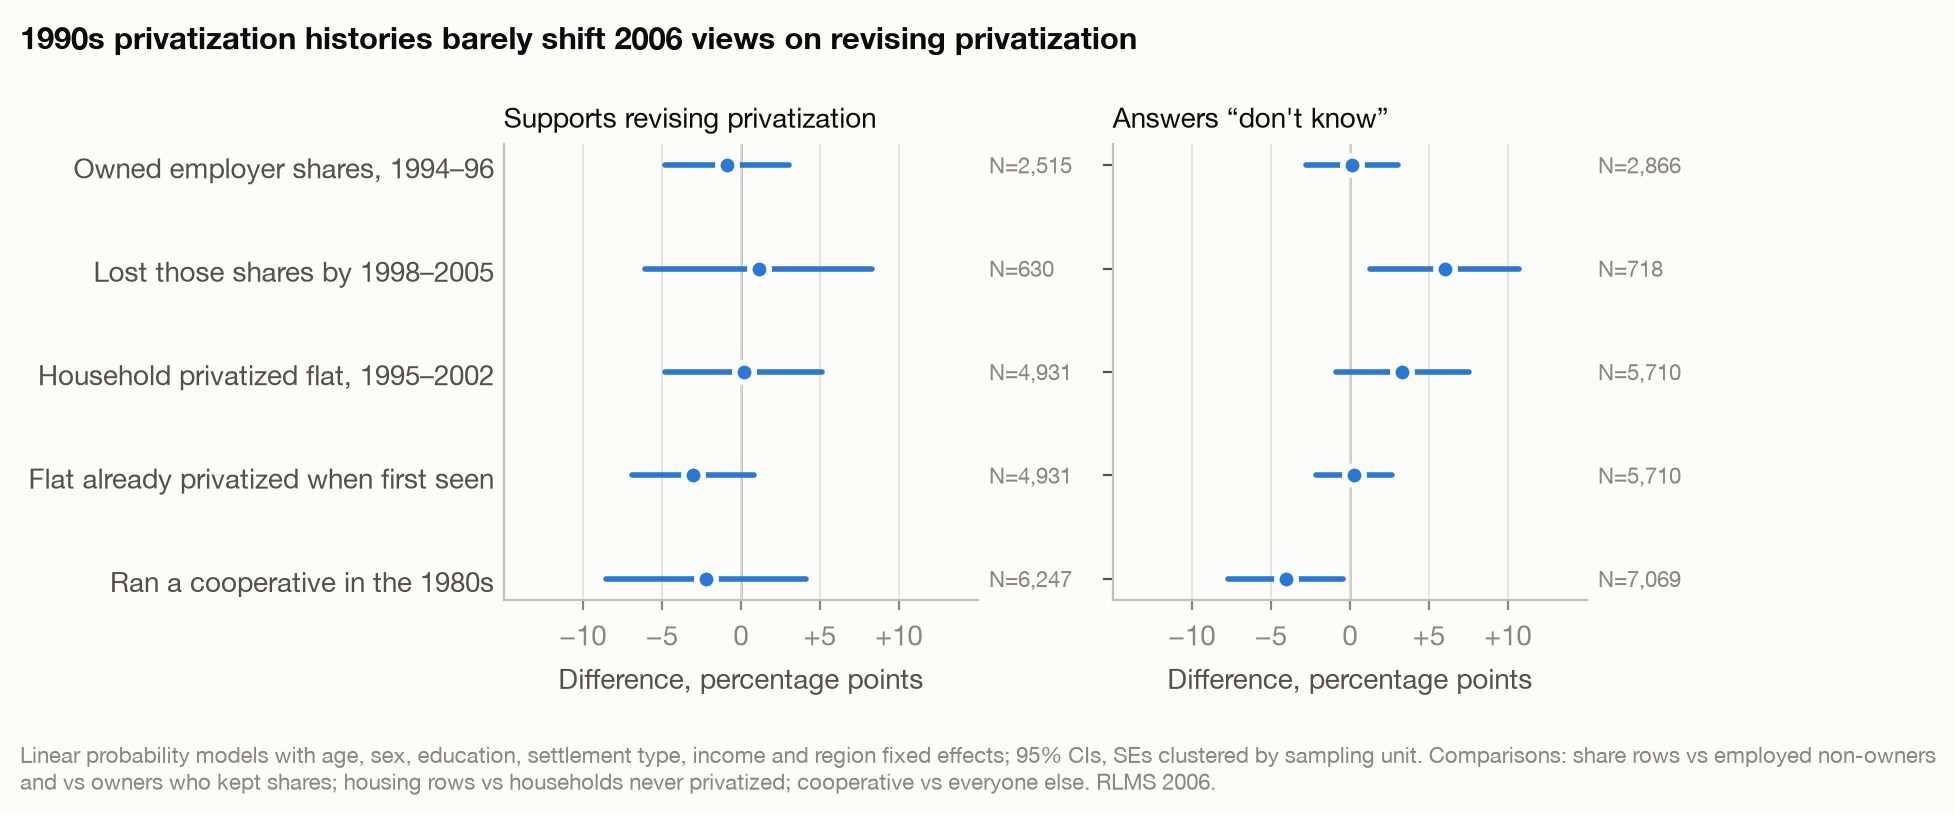 1990s privatization histories barely shift 2006 views on revising privatization
Supports revising privatization
Answers “don't know”
Owned employer shares, 1994–96
N=2,515
N=2,866
Lost those shares by 1998–2005
N=630
N=718
Household privatized flat, 1995–2002
N=4,931
N=5,710
Flat already privatized when first seen
N=4,931
N=5,710
Ran a cooperative in the 1980s
N=6,247
N=7,069
−10 −5 0 +5 +10
−10 −5 0 +5 +10
Difference, percentage points
Difference, percentage points
Linear probability models with age, sex, education, settlement type, income and region fixed effects; 95% CIs, SEs clustered by sampling unit. Comparisons: share rows vs employed non-owners
and vs owners who kept shares; housing rows vs households never privatized; cooperative vs everyone else. RLMS 2006.